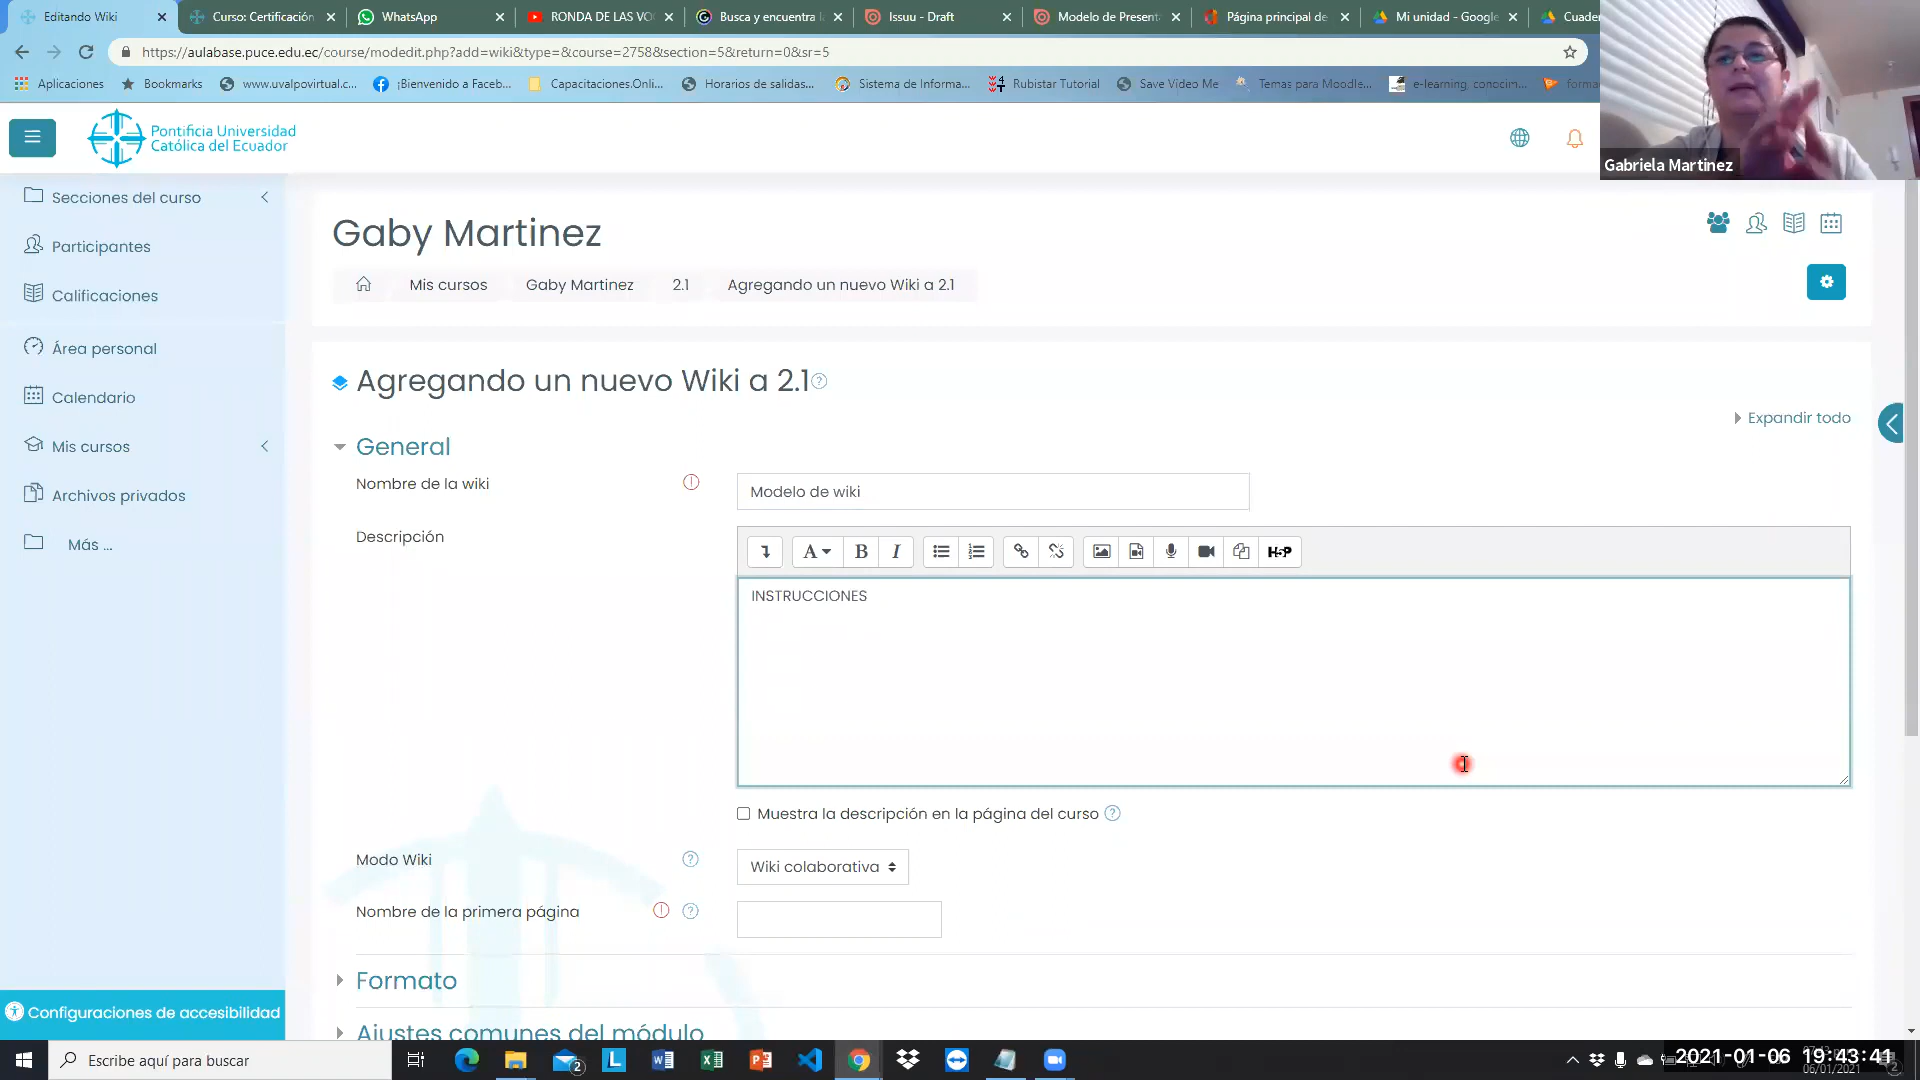 Editando Wiki
Curso: Certificación
WhatsApp
RONDA DE LAS VO
Busca y encuentra l
Issuu - Draft
Modelo de Present
Página principal de
Mi unidad - Google
Cuade
https://aulabase.puce.edu.ec/course/modedit.php?add=wiki&type=&course=2758&section=5&return=0&sr=5
Aplicaciones
Bookmarks
www.uvalpovirtual.c...
¡Bienvenido a Faceb...
Capacitaciones.Onli...
Horarios de salidas...
Sistema de Informa...
Rubistar Tutorial
Save Video Me
Temas para Moodle...
e-learning, conocim...
forma
Pontificia Universidad
Católica del Ecuador
Gabriela Martinez
Secciones del curso
Participantes
Calificaciones
Área personal
Calendario
Mis cursos
Archivos privados
Más ...
Configuraciones de accesibilidad
Gaby Martinez
Mis cursos
Gaby Martinez
2.1
Agregando un nuevo Wiki a 2.1
Agregando un nuevo Wiki a 2.1
Expandir todo
General
Nombre de la wiki
Modelo de wiki
Descripción
A
B
I
H-P
INSTRUCCIONES
Muestra la descripción en la página del curso
Modo Wiki
Wiki colaborativa
Nombre de la primera página
Formato
Ajustes comunes del módulo
Escribe aquí para buscar
2021-01-06 19:43:41
06/01/2021